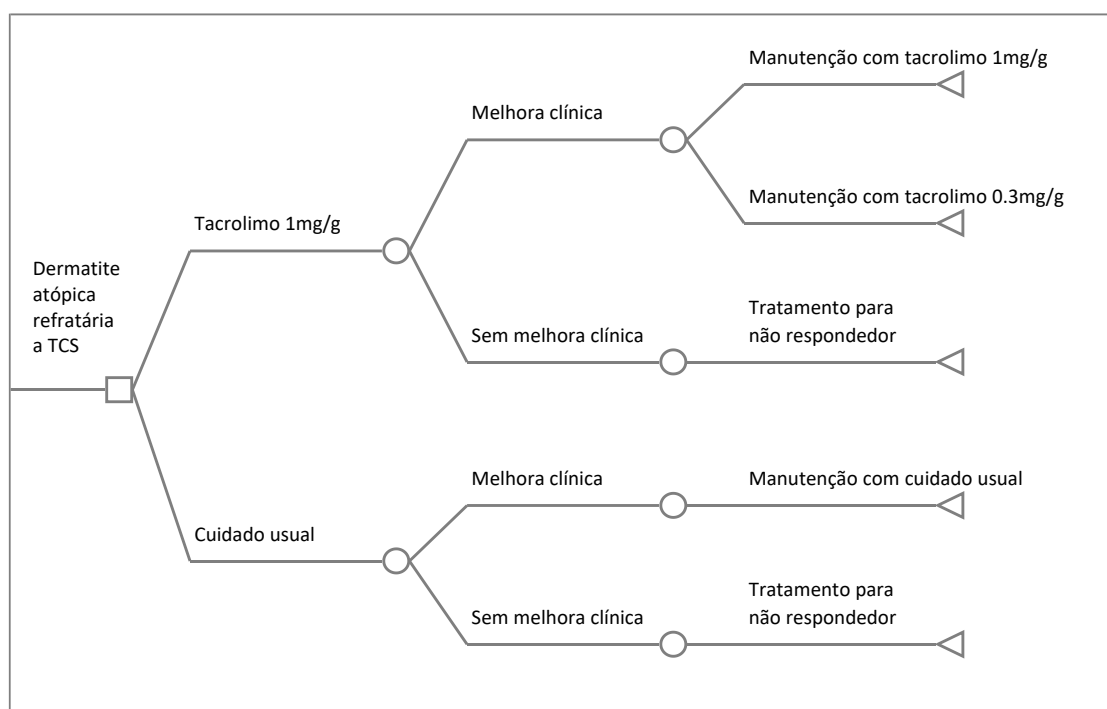 Manutenção com tacrolimo 1mg/g
Melhora clínica
Manutenção com tacrolimo 0.3mg/g
Tacrolimo 1mg/g
Dermatite
atópica
refratária
a TCS
Tratamento para
não respondedor
Sem melhora clínica
Melhora clínica
Manutenção com cuidado usual
Cuidado usual
Tratamento para
não respondedor
Sem melhora clínica